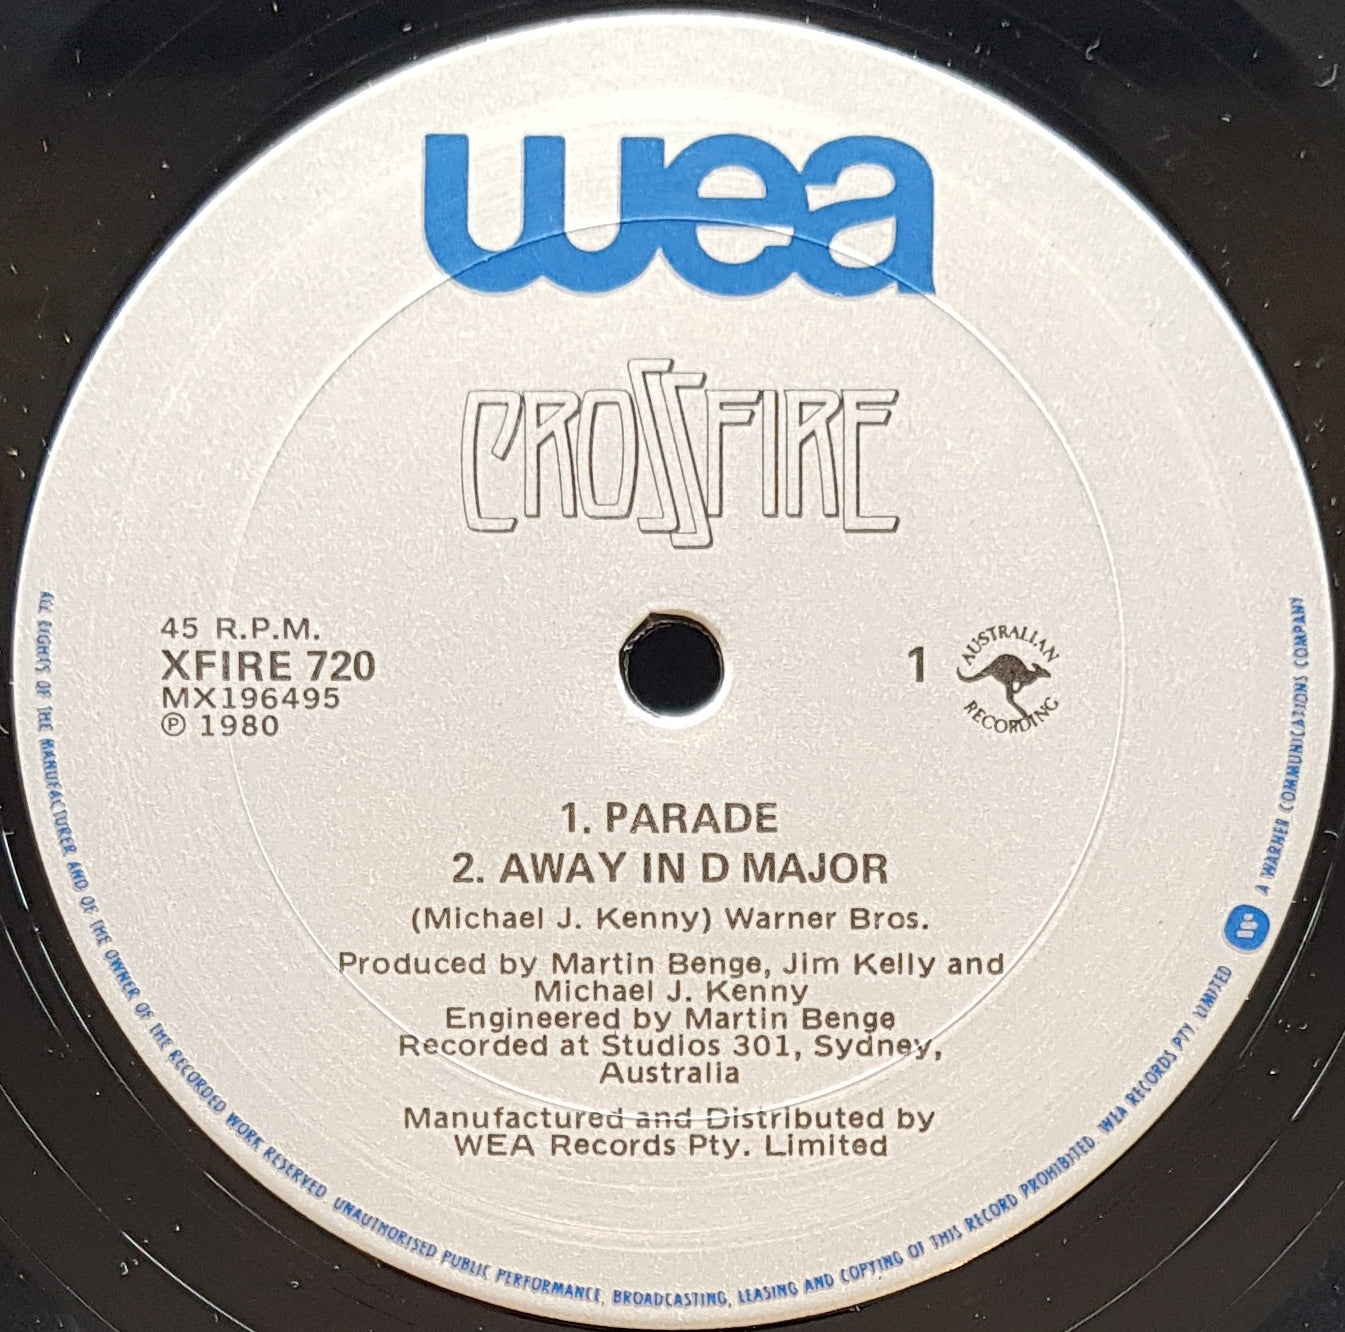 wea
CROSSFIRE
45 R.P.M.
XFIRE 720
MX196495
℗ 1980
1
AUSTRALIAN
RECORDING
1. PARADE
2. AWAY IN D MAJOR
(Michael J. Kenny) Warner Bros.
Produced by Martin Benge, Jim Kelly and
Michael J. Kenny
Engineered by Martin Benge
Recorded at Studios 301, Sydney,
Australia
Manufactured and Distributed by
WEA Records Pty. Limited
ALL RIGHTS OF THE MANUFACTURER AND OF THE OWNER OF THE RECORDED WORK RESERVED. UNAUTHORISED PUBLIC PERFORMANCE, BROADCASTING, LEASING AND COPYING OF THIS RECORD PROHIBITED. WEA RECORDS PTY. LIMITED A WARNER COMMUNICATIONS COMPANY